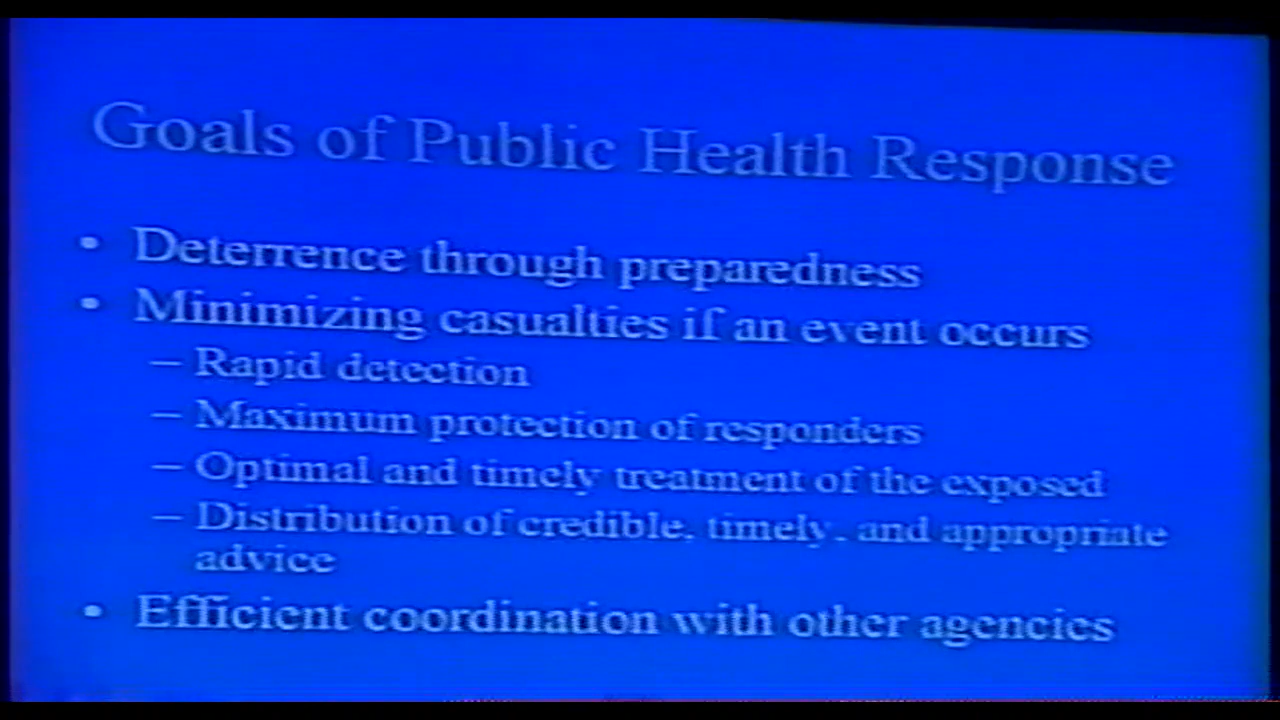 Goals of Public Health Response
• Deterrence through preparedness
• Minimizing casualties if an event occurs
– Rapid detection
– Maximum protection of responders
– Optimal and timely treatment of the exposed
– Distribution of credible, timely, and appropriate
advice
• Efficient coordination with other agencies